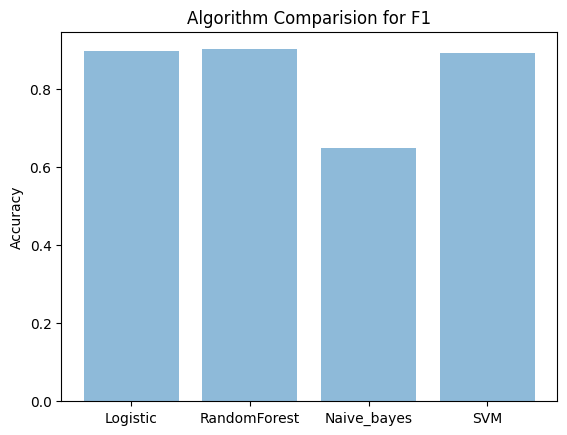 Algorithm Comparision for F1
Accuracy
0.8
0.6
0.4
0.2
0.0
Logistic
RandomForest
Naive_bayes
SVM